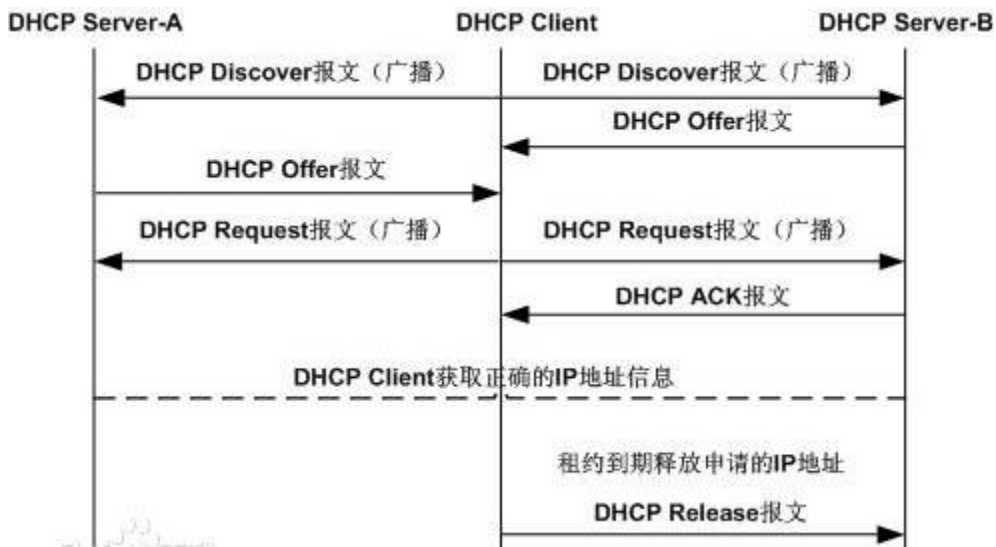 DHCP Server-A
DHCP Client
DHCP Server-B
DHCP Discover报文（广播）
DHCP Discover报文（广播）
DHCP Offer报文
DHCP Offer报文
DHCP Request报文（广播）
DHCP Request报文（广播）
DHCP ACK报文
DHCP Client获取正确的IP地址信息
租约到期释放申请的IP地址
DHCP Release报文